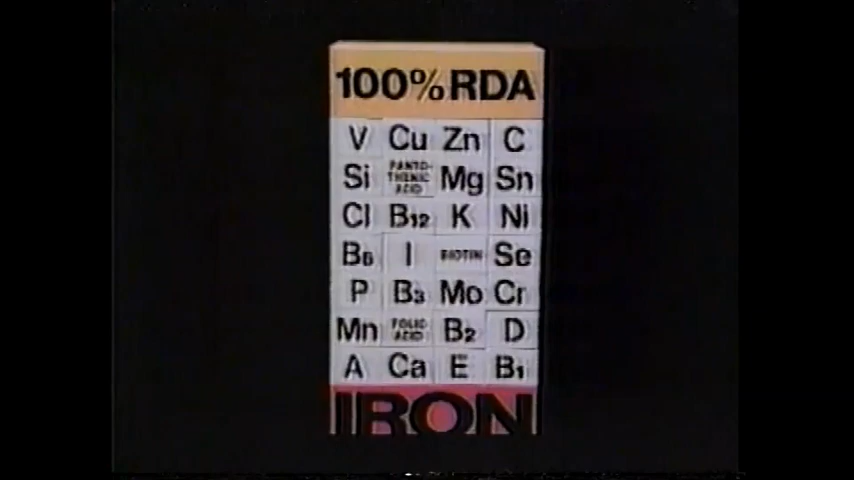 100% RDA
V Cu Zn C
Si PANTO-THENIC ACID Mg Sn
Cl B12 K Ni
B6 I BIOTIN Se
P B3 Mo Cr
Mn FOLIC ACID B2 D
A Ca E B1
IRON